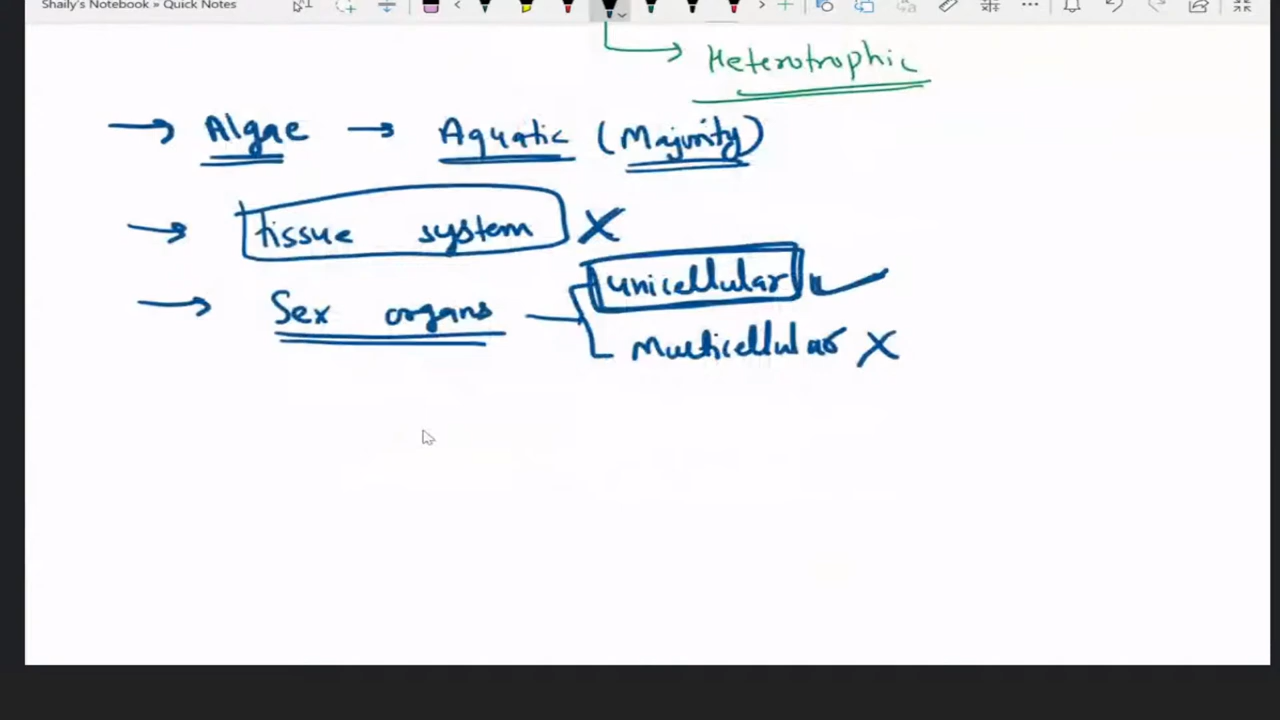 Shaily's Notebook » Quick Notes
→ Heterotrophic
→ Algae → Aquatic (Majority)
→ tissue system X
→ Sex organs
unicellular ✓
Multicellular X